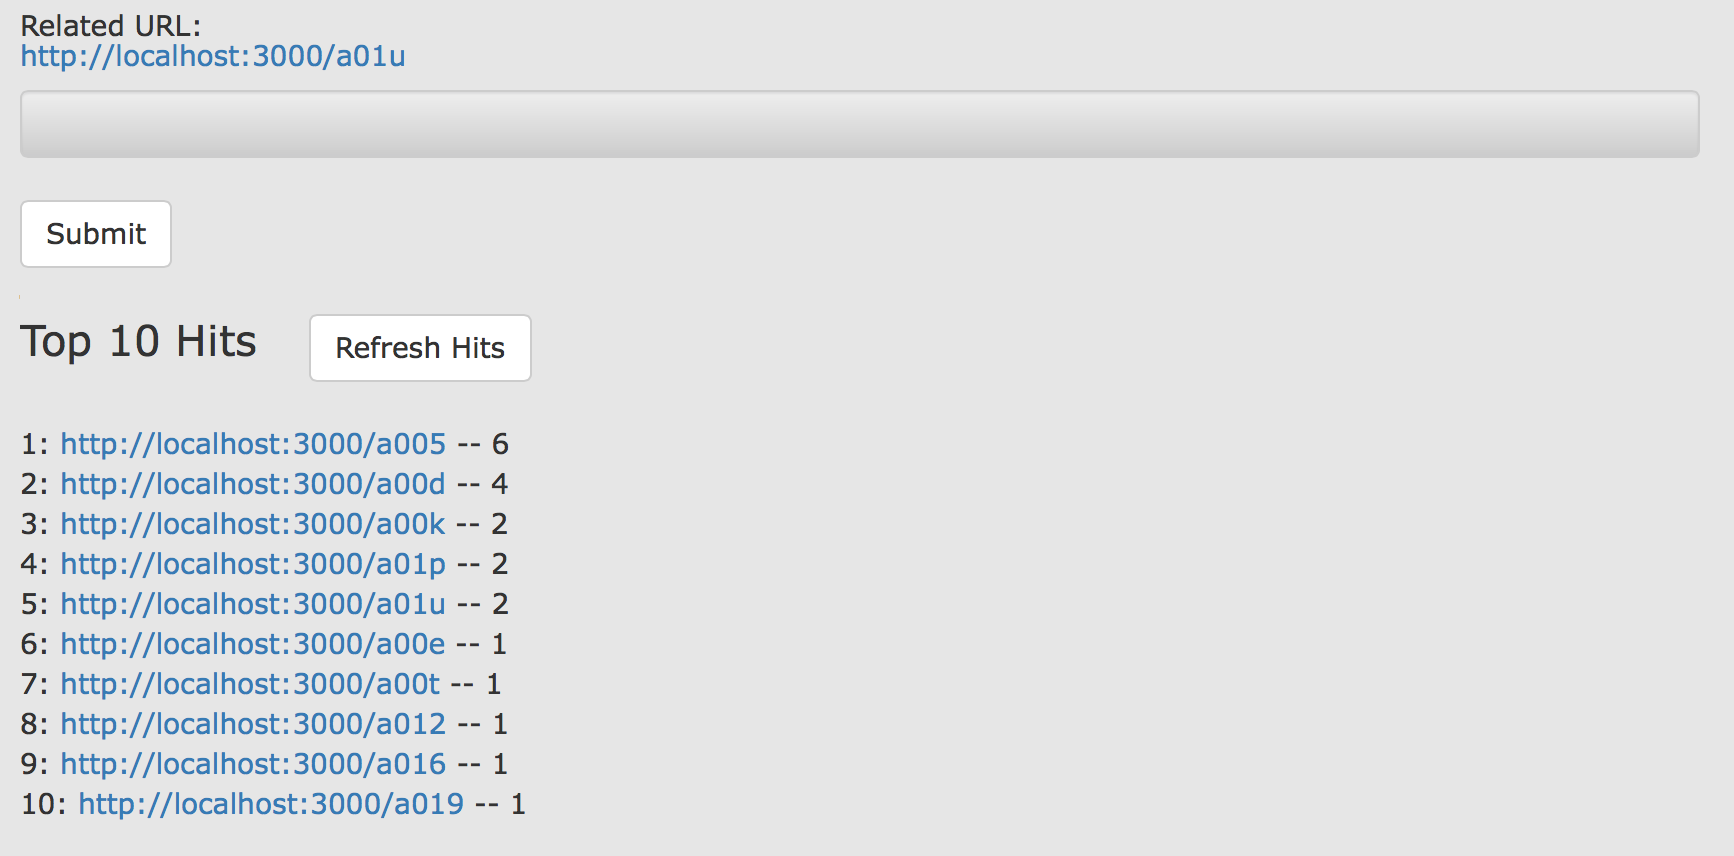 Related URL:
http://localhost:3000/a01u
Submit
Top 10 Hits Refresh Hits
1: http://localhost:3000/a005 -- 6
2: http://localhost:3000/a00d -- 4
3: http://localhost:3000/a00k -- 2
4: http://localhost:3000/a01p -- 2
5: http://localhost:3000/a01u -- 2
6: http://localhost:3000/a00e -- 1
7: http://localhost:3000/a00t -- 1
8: http://localhost:3000/a012 -- 1
9: http://localhost:3000/a016 -- 1
10: http://localhost:3000/a019 -- 1